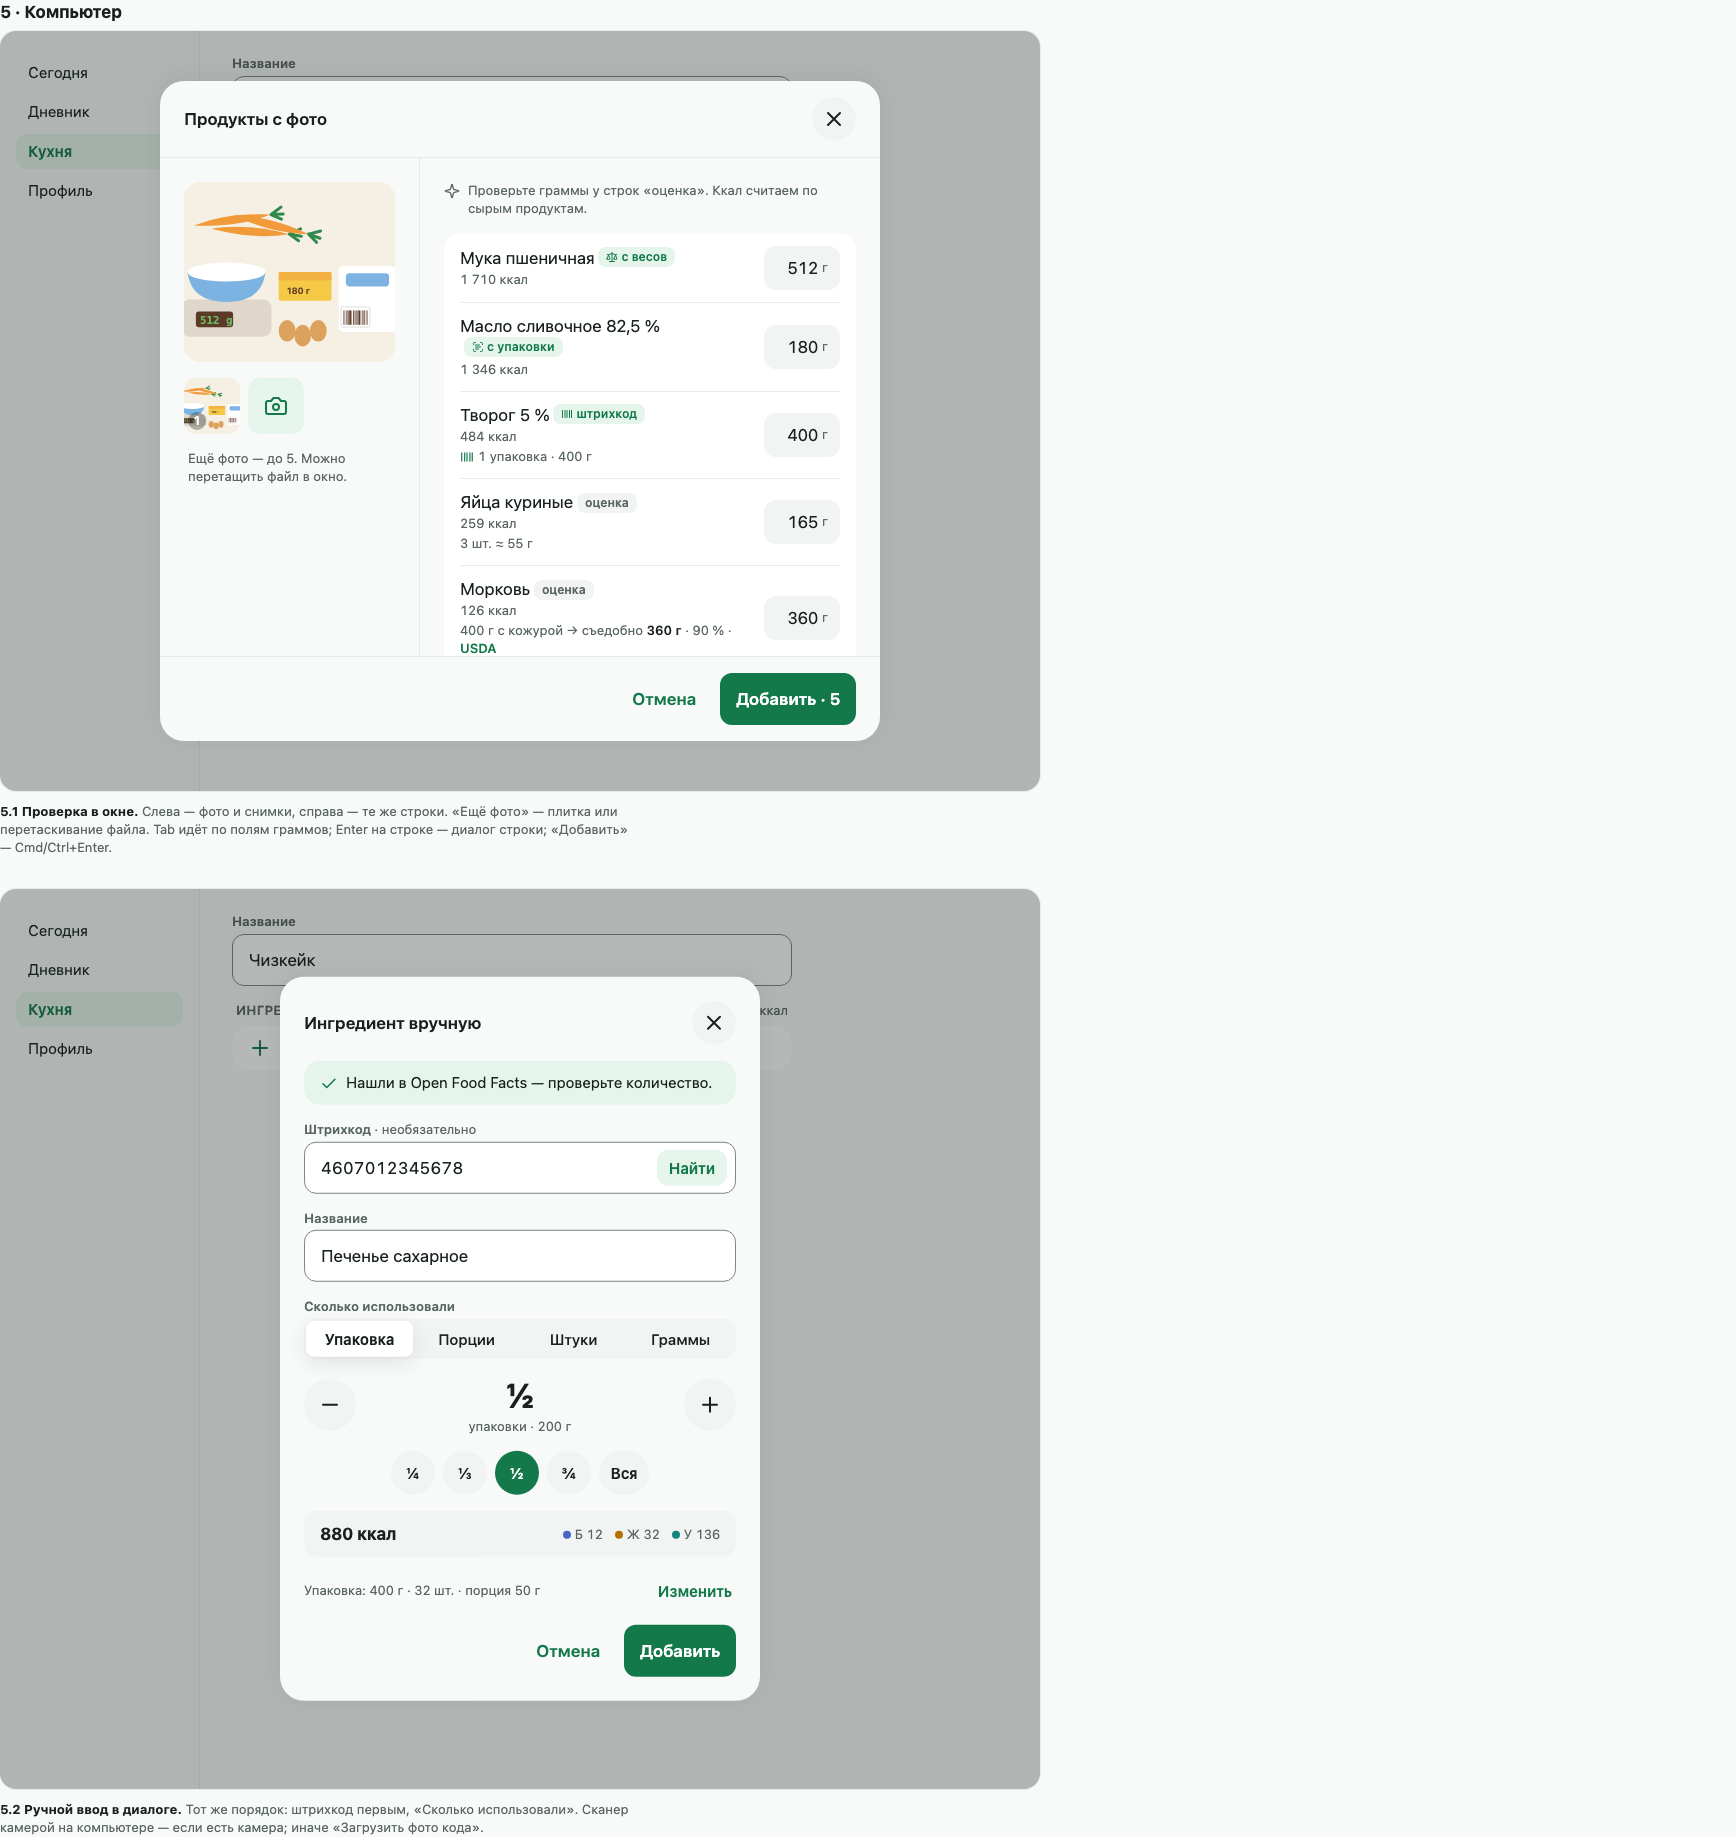 5 · Компьютер
Сегодня
Дневник
Кухня
Профиль
Название
Продукты с фото
512 g
180 г
1
Ещё фото — до 5. Можно
перетащить файл в окно.
Проверьте граммы у строк «оценка». Ккал считаем по
сырым продуктам.
Мука пшеничная с весов
1 710 ккал
512 г
Масло сливочное 82,5 %
с упаковки
1 346 ккал
180 г
Творог 5 % штрихкод
484 ккал
1 упаковка · 400 г
400 г
Яйца куриные оценка
259 ккал
3 шт. ≈ 55 г
165 г
Морковь оценка
126 ккал
400 г с кожурой → съедобно 360 г · 90 % ·
USDA
360 г
Отмена
Добавить · 5
5.1 Проверка в окне. Слева — фото и снимки, справа — те же строки. «Ещё фото» — плитка или
перетаскивание файла. Tab идёт по полям граммов; Enter на строке — диалог строки; «Добавить»
— Cmd/Ctrl+Enter.
Сегодня
Дневник
Кухня
Профиль
Название
Чизкейк
ИНГРЕ
ккал
Ингредиент вручную
Нашли в Open Food Facts — проверьте количество.
Штрихкод · необязательно
4607012345678
Найти
Название
Печенье сахарное
Сколько использовали
Упаковка Порции Штуки Граммы
½
упаковки · 200 г
¼ ⅓ ½ ¾ Вся
880 ккал
Б 12 Ж 32 У 136
Упаковка: 400 г · 32 шт. · порция 50 г
Изменить
Отмена
Добавить
5.2 Ручной ввод в диалоге. Тот же порядок: штрихкод первым, «Сколько использовали». Сканер
камерой на компьютере — если есть камера; иначе «Загрузить фото кода».